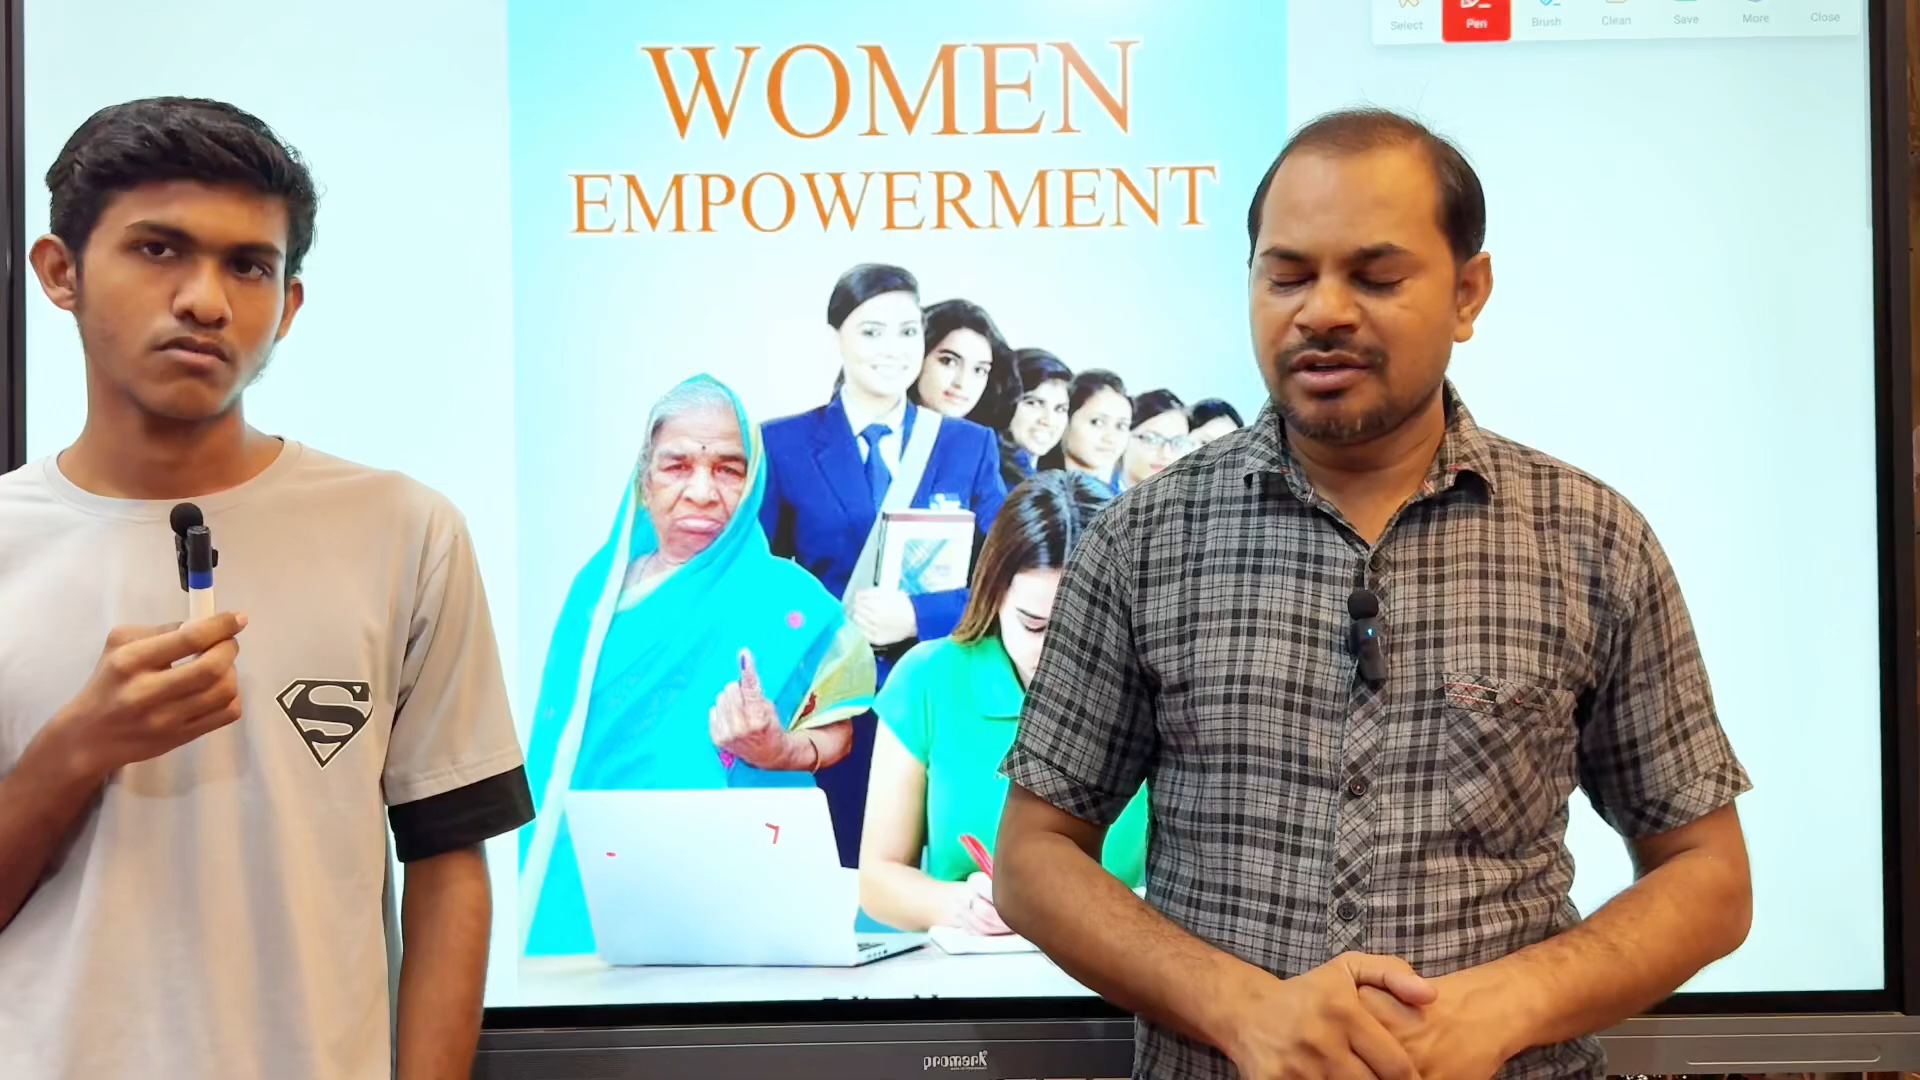 Select Pen Brush Clean Save More Close
WOMEN
EMPOWERMENT
S
promark